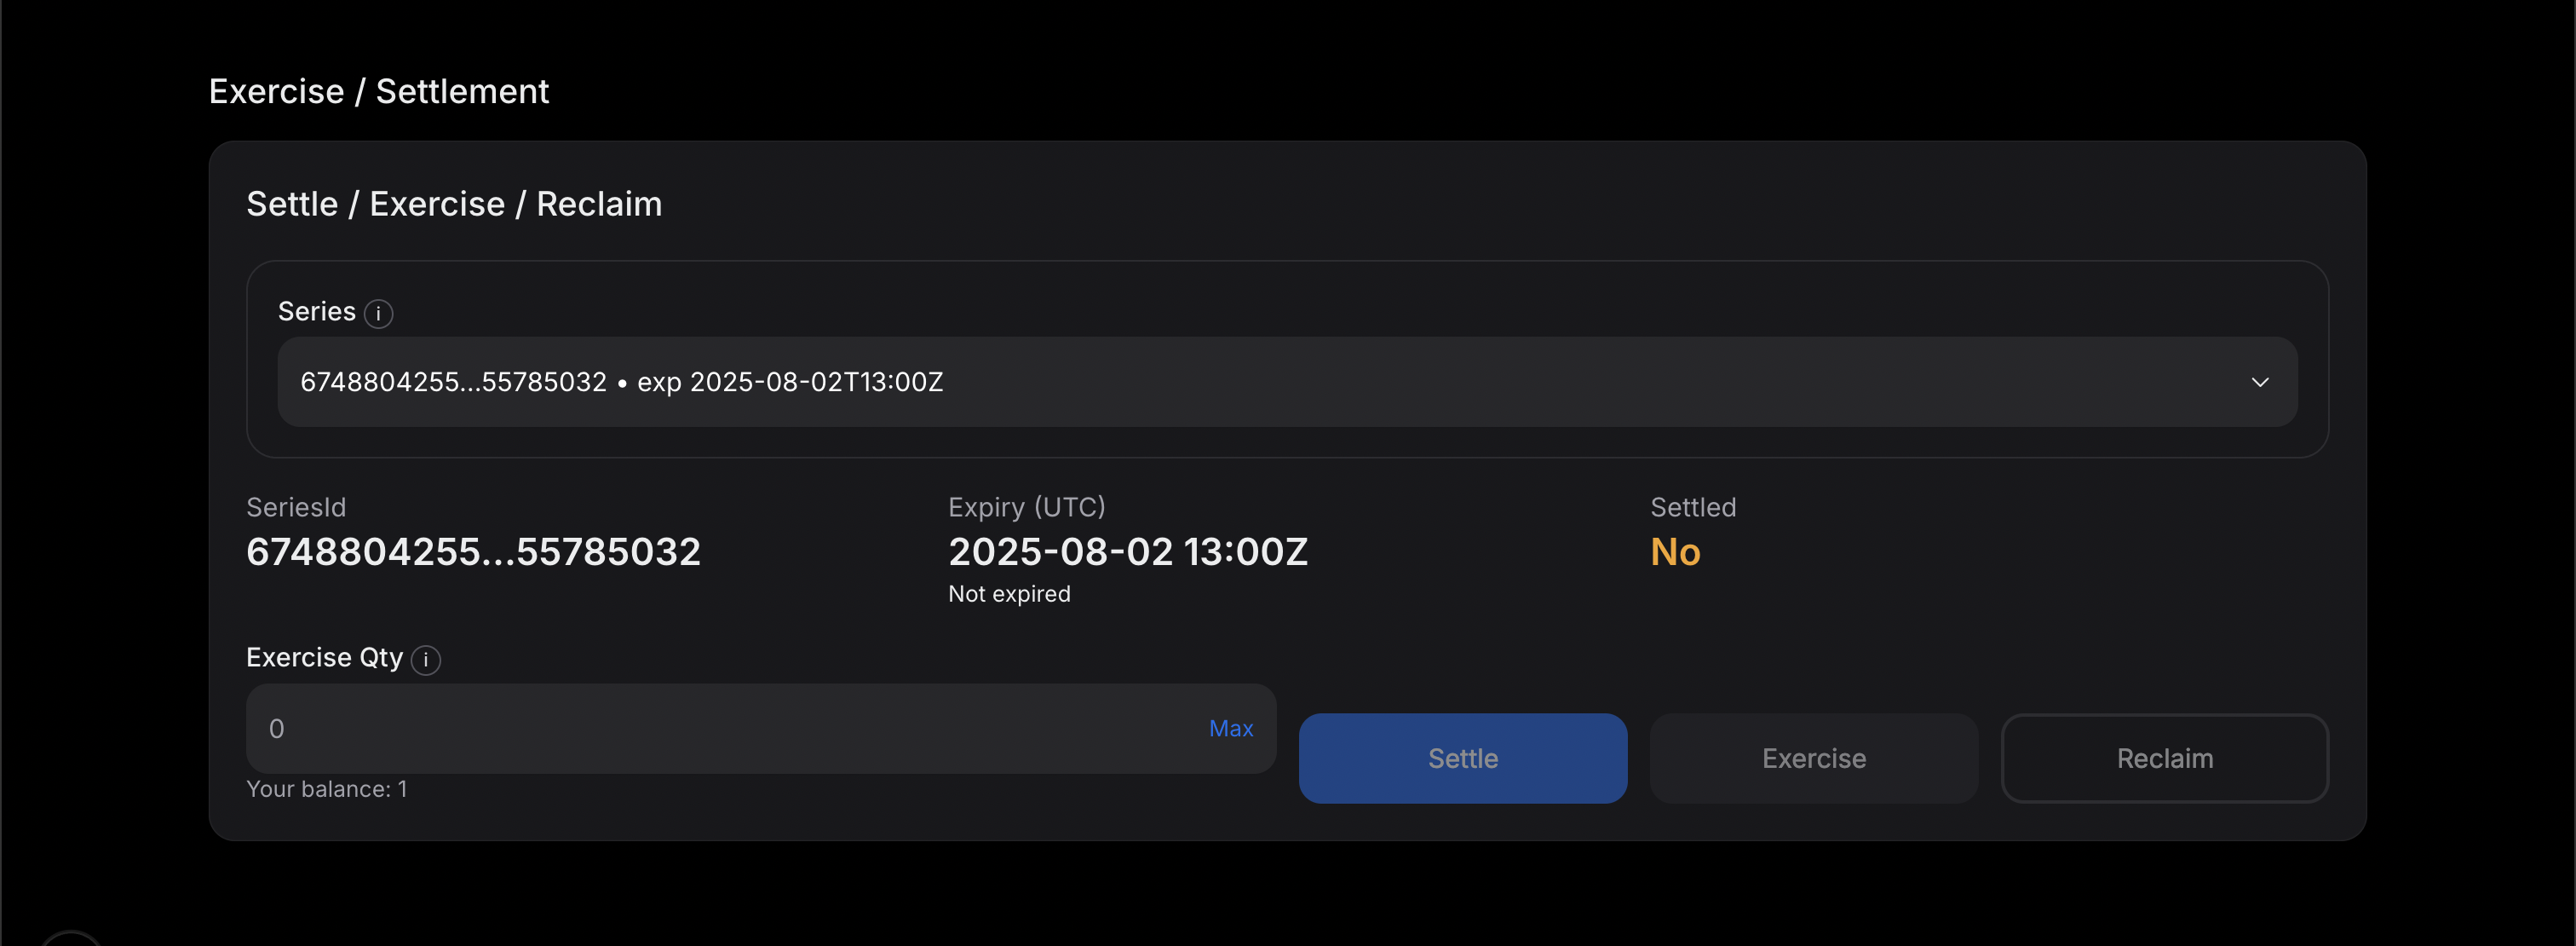 Exercise / Settlement
Settle / Exercise / Reclaim
Series i
6748804255...55785032 • exp 2025-08-02T13:00Z
SeriesId
6748804255...55785032
Expiry (UTC)
2025-08-02 13:00Z
Not expired
Settled
No
Exercise Qty i
0 Max
Your balance: 1
Settle
Exercise
Reclaim